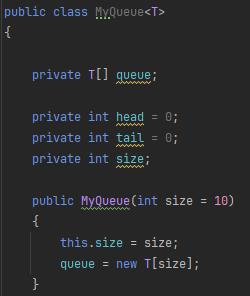 public class MyQueue<T>
{
    private T[] queue;
    private int head = 0;
    private int tail = 0;
    private int size;
    public MyQueue(int size = 10)
    {
        this.size = size;
        queue = new T[size];
    }